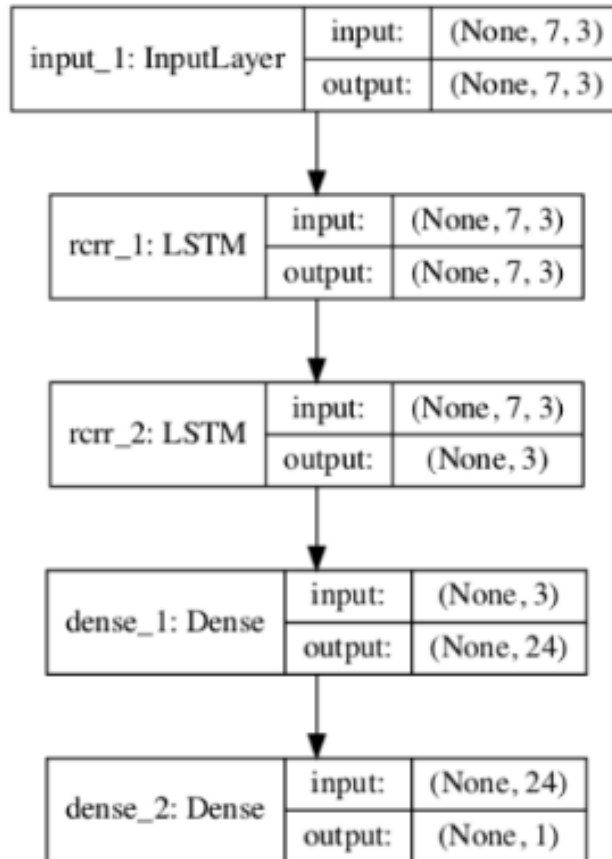 input_1: InputLayer
input: (None, 7, 3)
output: (None, 7, 3)
rcrr_1: LSTM
input: (None, 7, 3)
output: (None, 7, 3)
rcrr_2: LSTM
input: (None, 7, 3)
output: (None, 3)
dense_1: Dense
input: (None, 3)
output: (None, 24)
dense_2: Dense
input: (None, 24)
output: (None, 1)